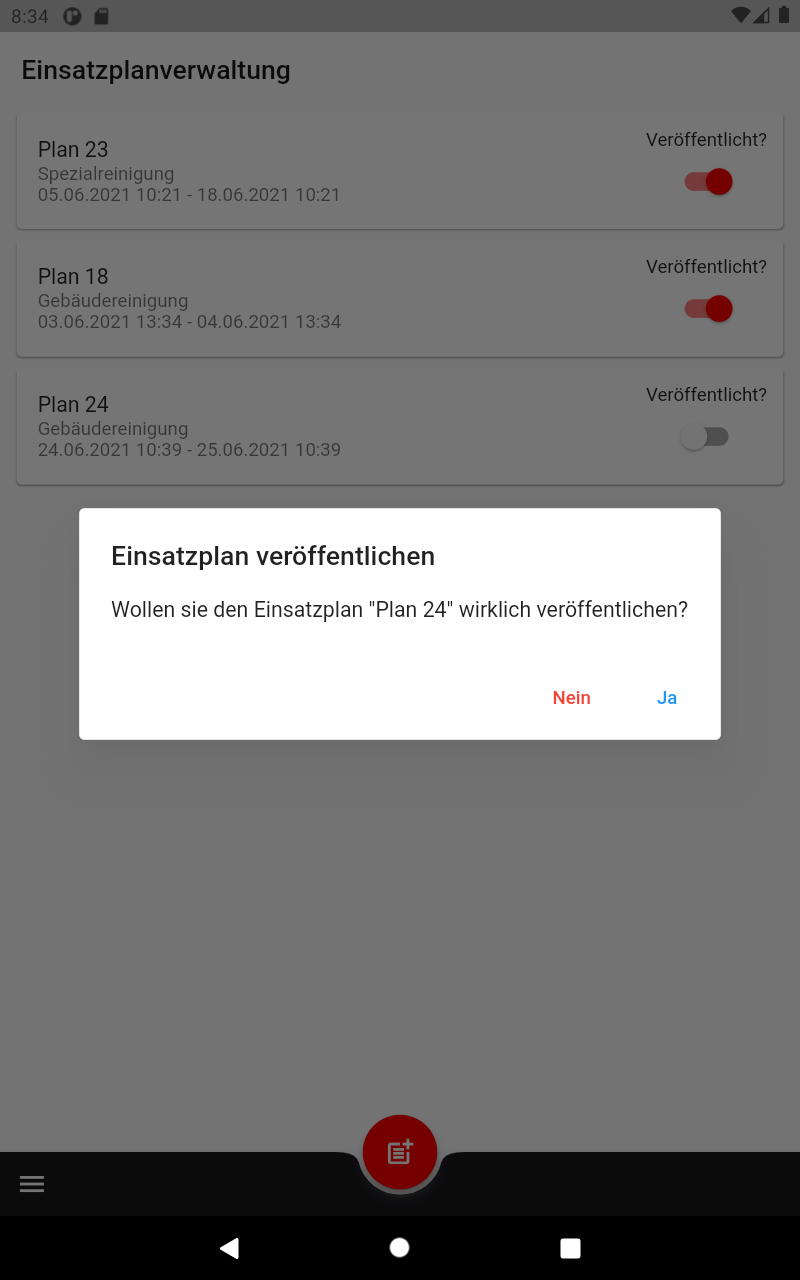 8:34
Einsatzplanverwaltung
Plan 23
Spezialreinigung
05.06.2021 10:21 - 18.06.2021 10:21
Veröffentlicht?
Plan 18
Gebäudereinigung
03.06.2021 13:34 - 04.06.2021 13:34
Veröffentlicht?
Plan 24
Gebäudereinigung
24.06.2021 10:39 - 25.06.2021 10:39
Veröffentlicht?
Einsatzplan veröffentlichen
Wollen sie den Einsatzplan "Plan 24" wirklich veröffentlichen?
Nein Ja